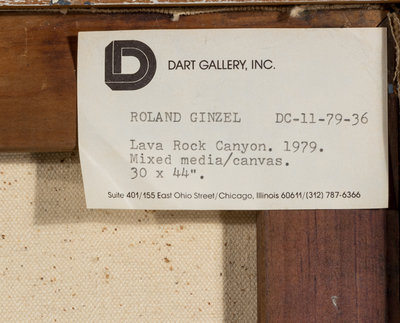 D DART GALLERY, INC.
ROLAND GINZEL DC-11-79-36
Lava Rock Canyon. 1979.
Mixed media/canvas.
30 x 44".
Suite 401/155 East Ohio Street/Chicago, Illinois 60611/(312) 787-6366